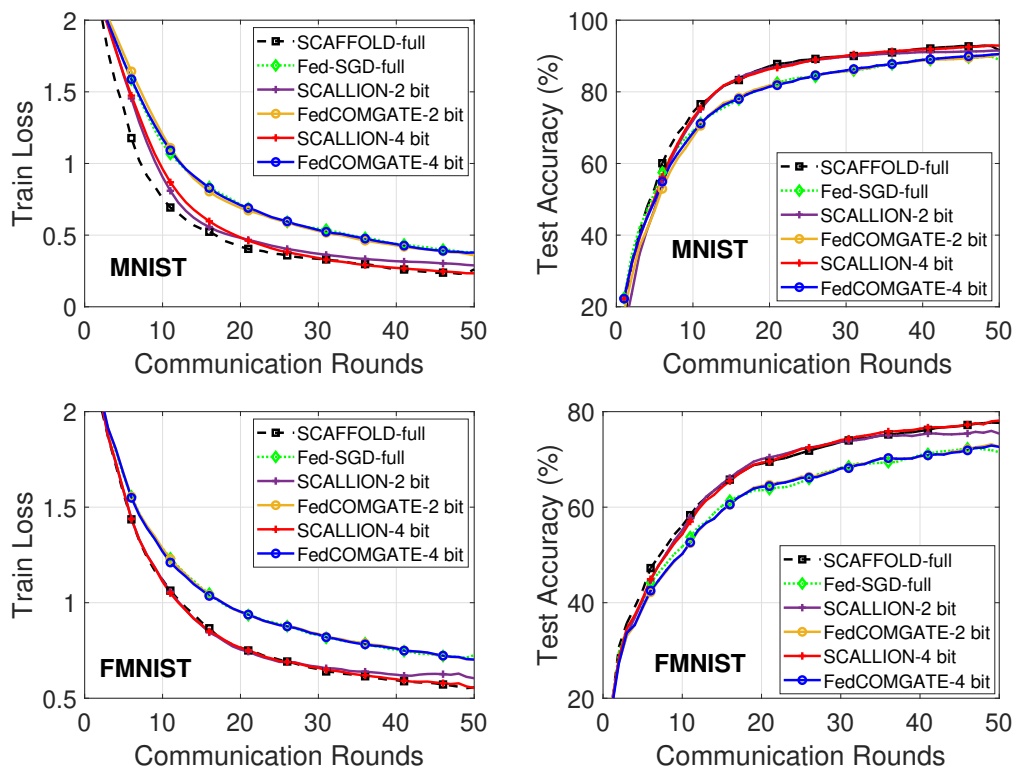 2
1.5
1
0.5
0
Train Loss
SCAFFOLD-full
Fed-SGD-full
SCALLION-2 bit
FedCOMGATE-2 bit
SCALLION-4 bit
FedCOMGATE-4 bit
MNIST
0 10 20 30 40 50
Communication Rounds
100
80
60
40
20
Test Accuracy (%)
SCAFFOLD-full
Fed-SGD-full
SCALLION-2 bit
FedCOMGATE-2 bit
SCALLION-4 bit
FedCOMGATE-4 bit
MNIST
0 10 20 30 40 50
Communication Rounds
2
1.5
1
0.5
Train Loss
SCAFFOLD-full
Fed-SGD-full
SCALLION-2 bit
FedCOMGATE-2 bit
SCALLION-4 bit
FedCOMGATE-4 bit
FMNIST
0 10 20 30 40 50
Communication Rounds
80
60
40
20
Test Accuracy (%)
SCAFFOLD-full
Fed-SGD-full
SCALLION-2 bit
FedCOMGATE-2 bit
SCALLION-4 bit
FedCOMGATE-4 bit
FMNIST
0 10 20 30 40 50
Communication Rounds